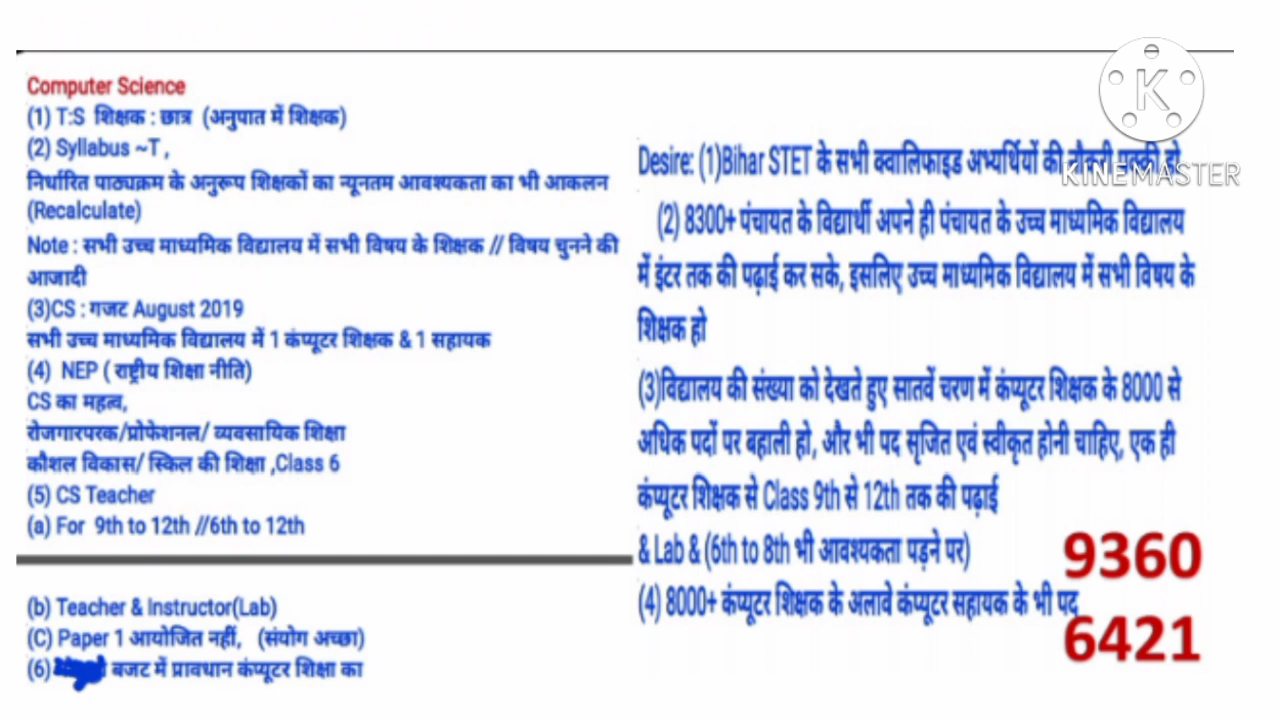 Computer Science
(1) T:S शिक्षक : छात्र (अनुपात में शिक्षक)
(2) Syllabus ~T ,
निर्धारित पाठ्यक्रम के अनुरूप शिक्षकों का न्यूनतम आवश्यकता का भी आकलन
(Recalculate)
Note : सभी उच्च माध्यमिक विद्यालय में सभी विषय के शिक्षक // विषय चुनने की
आजादी
(3)CS : गजट August 2019
सभी उच्च माध्यमिक विद्यालय में 1 कंप्यूटर शिक्षक & 1 सहायक
(4) NEP ( राष्ट्रीय शिक्षा नीति)
CS का महत्व,
रोजगारपरक/प्रोफेशनल/ व्यवसायिक शिक्षा
कौशल विकास/ स्किल की शिक्षा ,Class 6
(5) CS Teacher
(a) For 9th to 12th //6th to 12th
(b) Teacher & Instructor(Lab)
(C) Paper 1 आयोजित नहीं, (संयोग अच्छा)
(6) बजट में प्रावधान कंप्यूटर शिक्षा का
Desire: (1)Bihar STET के सभी क्वालिफाइड अभ्यर्थियों की हो
(2) 8300+ पंचायत के विद्यार्थी अपने ही पंचायत के उच्च माध्यमिक विद्यालय
में इंटर तक की पढ़ाई कर सके, इसलिए उच्च माध्यमिक विद्यालय में सभी विषय के
शिक्षक हो
(3)विद्यालय की संख्या को देखते हुए सातवें चरण में कंप्यूटर शिक्षक के 8000 से
अधिक पदों पर बहाली हो, और भी पद सृजित एवं स्वीकृत होनी चाहिए, एक ही
कंप्यूटर शिक्षक से Class 9th से 12th तक की पढ़ाई
& Lab & (6th to 8th भी आवश्यकता पड़ने पर)
(4) 8000+ कंप्यूटर शिक्षक के अलावे कंप्यूटर सहायक के भी पद
9360
6421
K
KINEMASTER